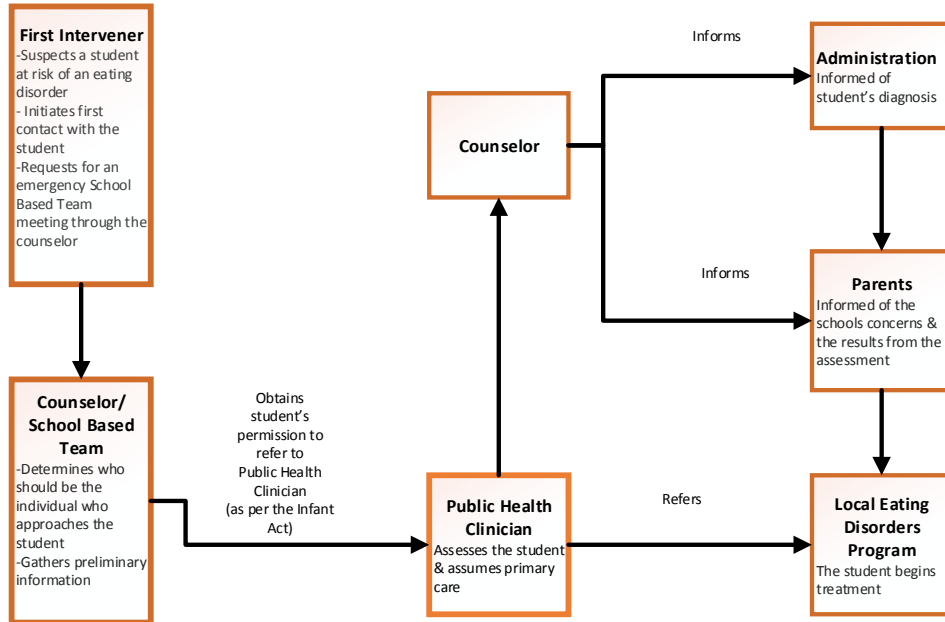 First Intervener
-Suspects a student
at risk of an eating
disorder
- Initiates first
contact with the
student
-Requests for an
emergency School
Based Team
meeting through the
counselor
Counselor/
School Based
Team
-Determines who
should be the
individual who
approaches the
student
-Gathers preliminary
information
Obtains
student’s
permission to
refer to
Public Health
Clinician
(as per the Infant
Act)
Public Health
Clinician
Assesses the student
& assumes primary
care
Counselor
Informs
Administration
Informed of
student’s diagnosis
Informs
Parents
Informed of the
schools concerns &
the results from the
assessment
Refers
Local Eating
Disorders
Program
The student begins
treatment